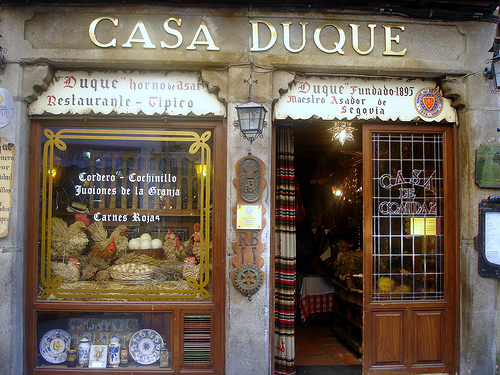 CASA DUQUE
"Duque" horno de Asar
Restaurante - Tipico
"Duque" Fundado-1895
Maestro Asador de
Segovia
Cordero - Cochinillo
Judiones de la Granja
Carnes Rojas
CASA
DE
COMIDAS